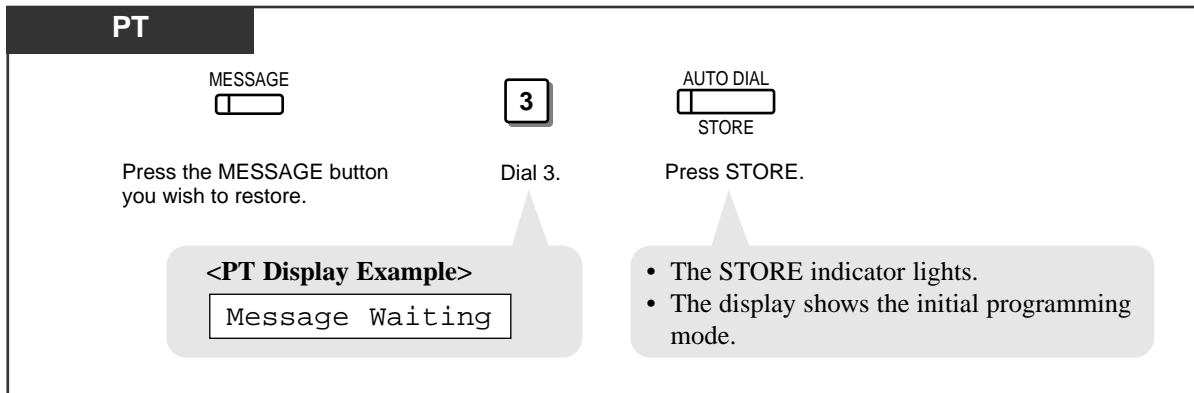 PT
MESSAGE
3
AUTO DIAL
STORE
Press the MESSAGE button
you wish to restore.
Dial 3.
Press STORE.
<PT Display Example>
Message Waiting
• The STORE indicator lights.
• The display shows the initial programming
mode.